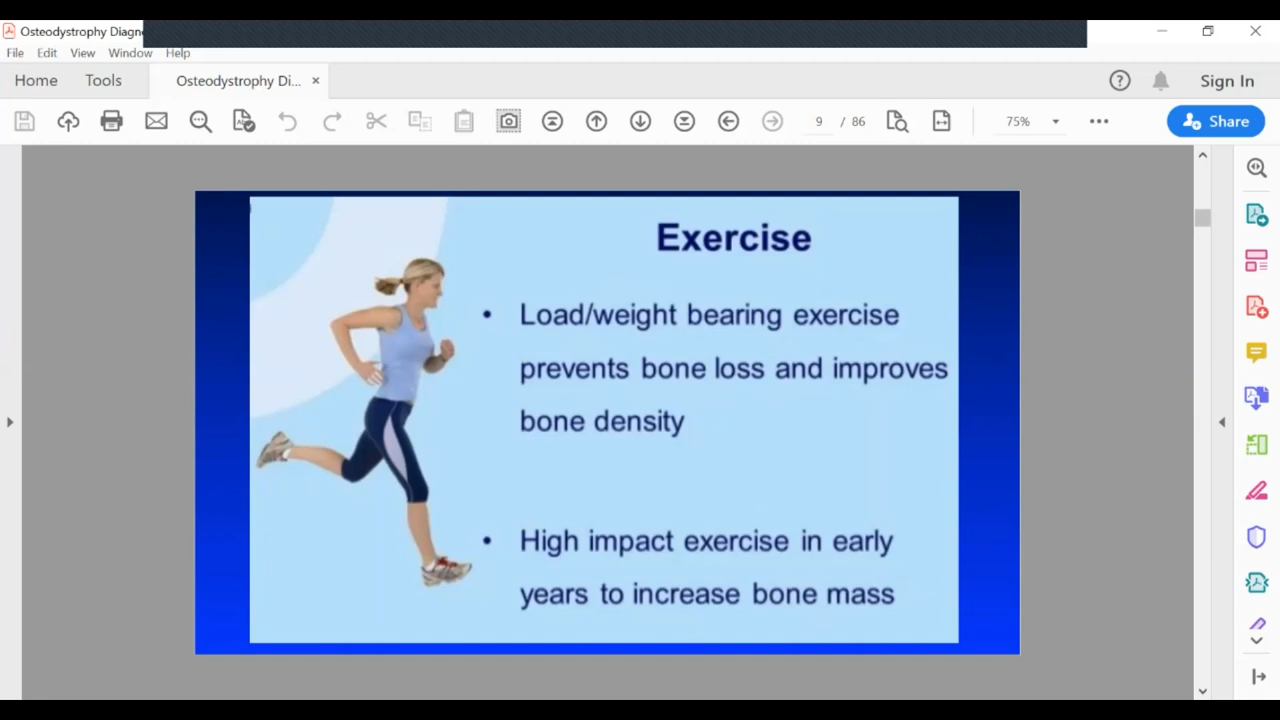 Osteodystrophy Diagn
File Edit View Window Help
Home Tools Osteodystrophy Di... × Sign In
9 / 86 75% Share
Exercise
• Load/weight bearing exercise
prevents bone loss and improves
bone density
• High impact exercise in early
years to increase bone mass